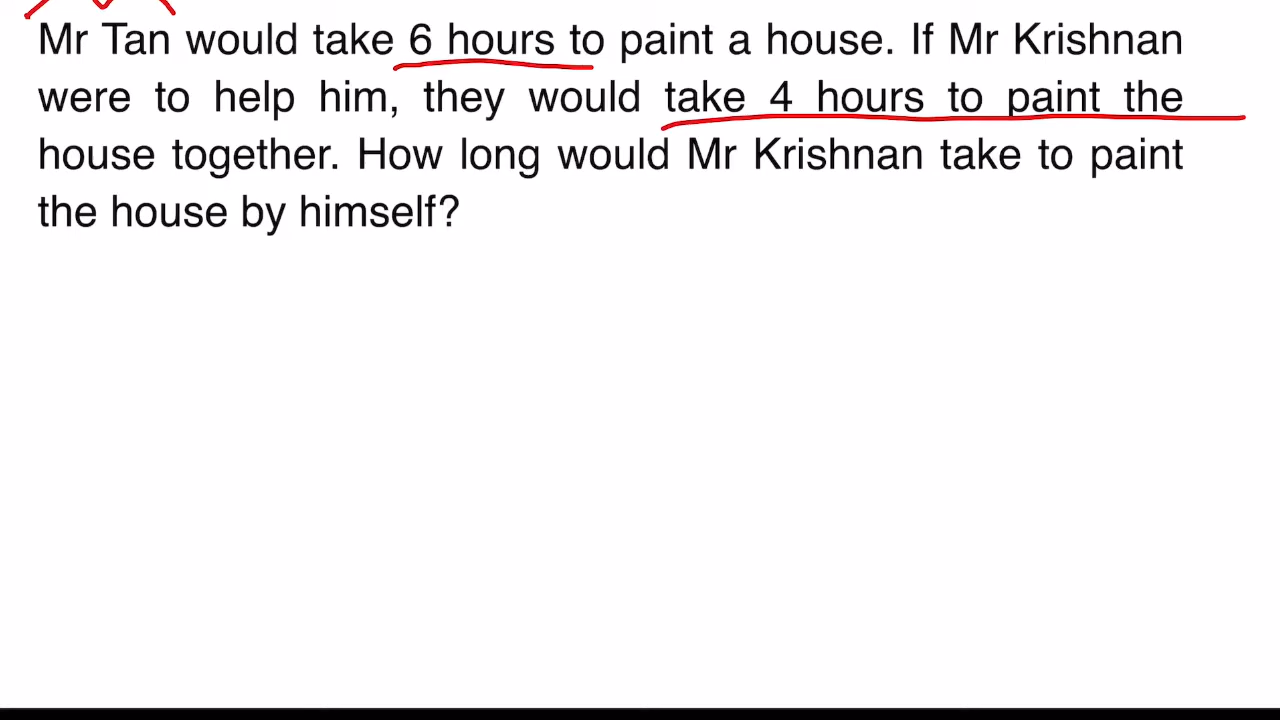 Mr Tan would take 6 hours to paint a house. If Mr Krishnan
were to help him, they would take 4 hours to paint the
house together. How long would Mr Krishnan take to paint
the house by himself?